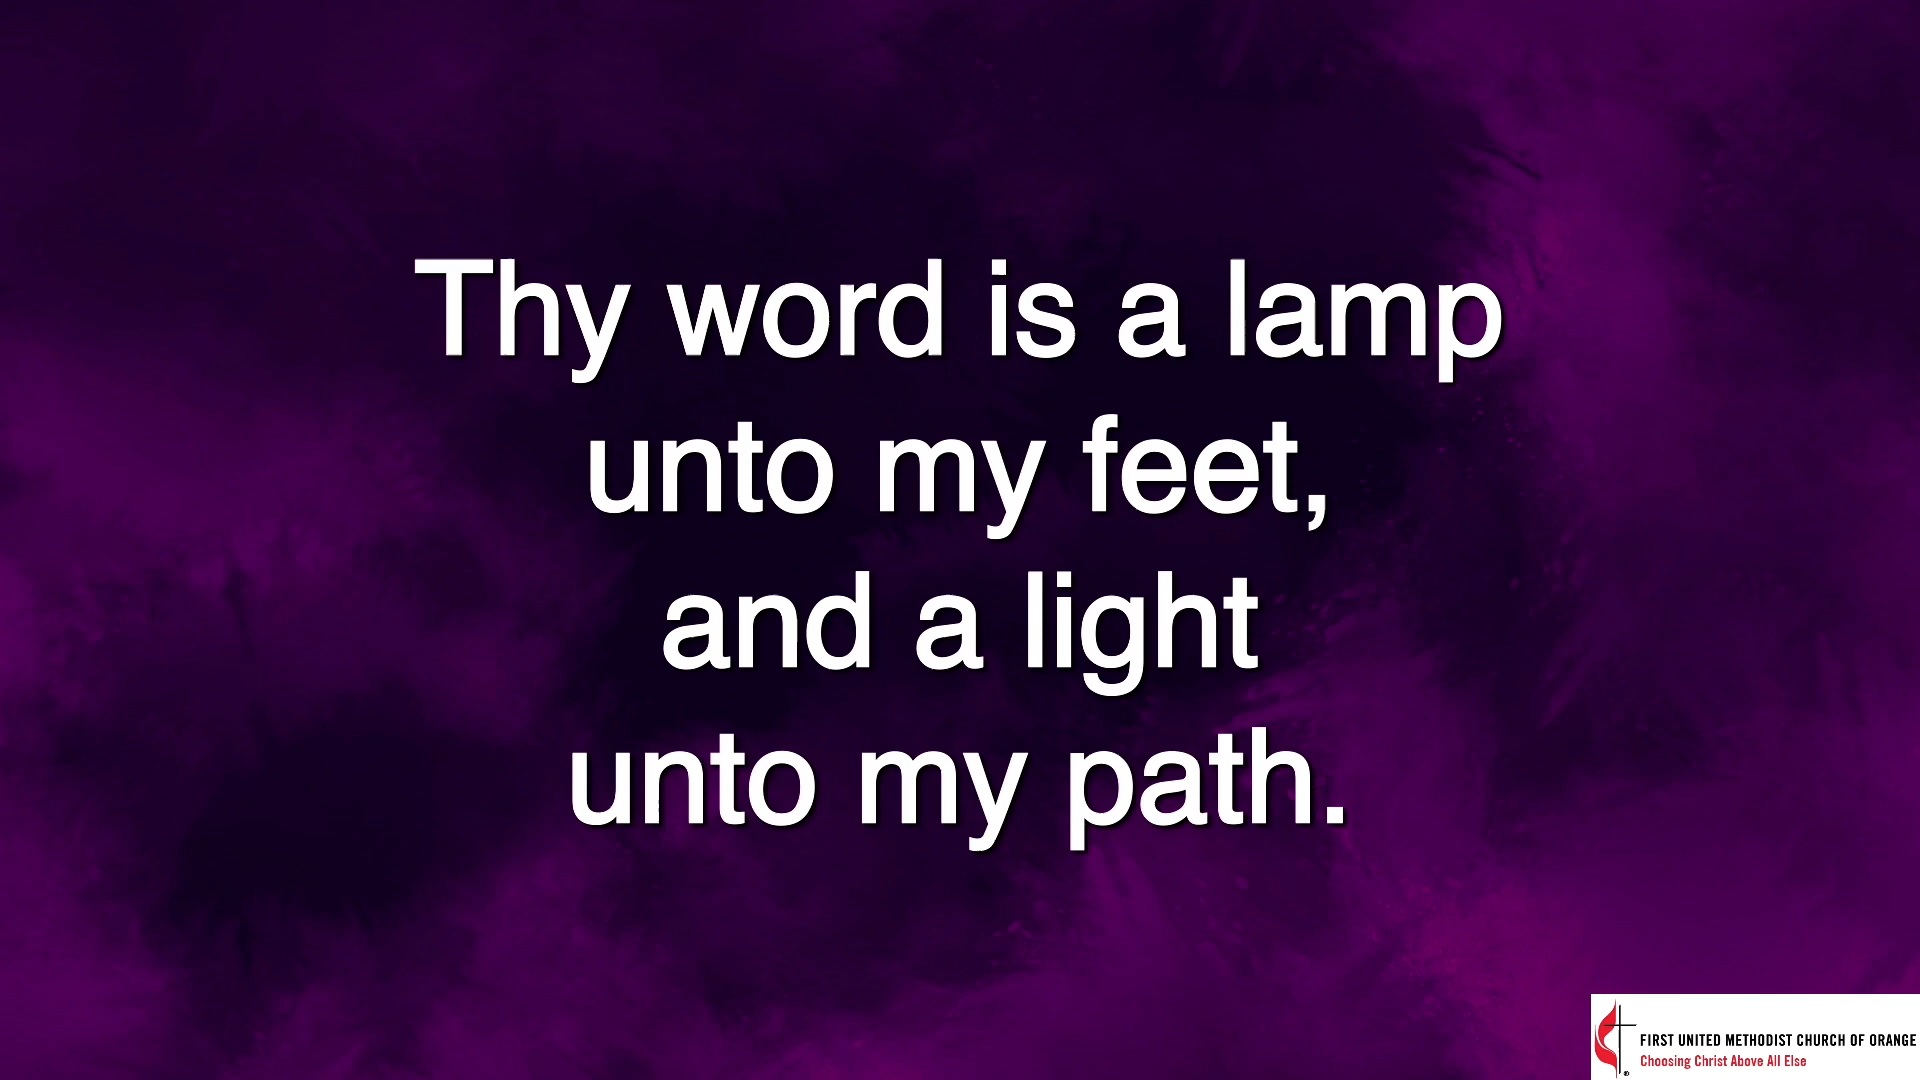 Thy word is a lamp
unto my feet,
and a light
unto my path.
FIRST UNITED METHODIST CHURCH OF ORANGE
Choosing Christ Above All Else